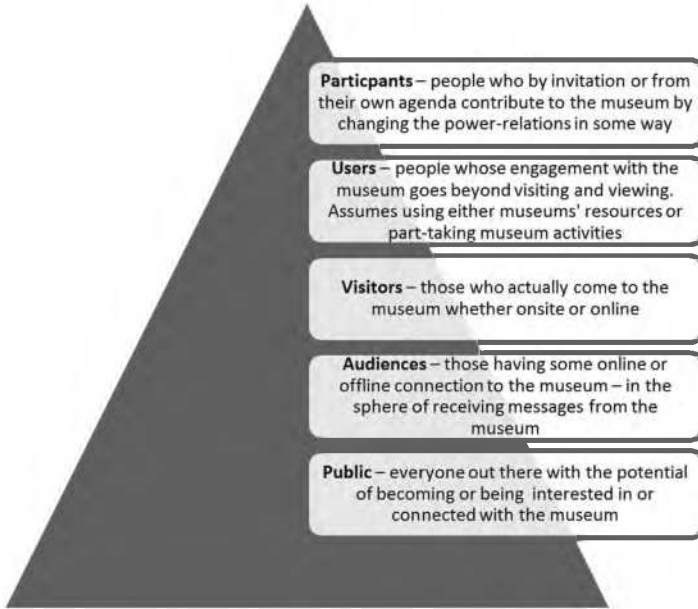 Particpants – people who by invitation or from
their own agenda contribute to the museum by
changing the power-relations in some way
Users – people whose engagement with the
museum goes beyond visiting and viewing.
Assumes using either museums' resources or
part-taking museum activities
Visitors – those who actually come to the
museum whether onsite or online
Audiences – those having some online or
offline connection to the museum – in the
sphere of receiving messages from the
museum
Public – everyone out there with the potential
of becoming or being interested in or
connected with the museum